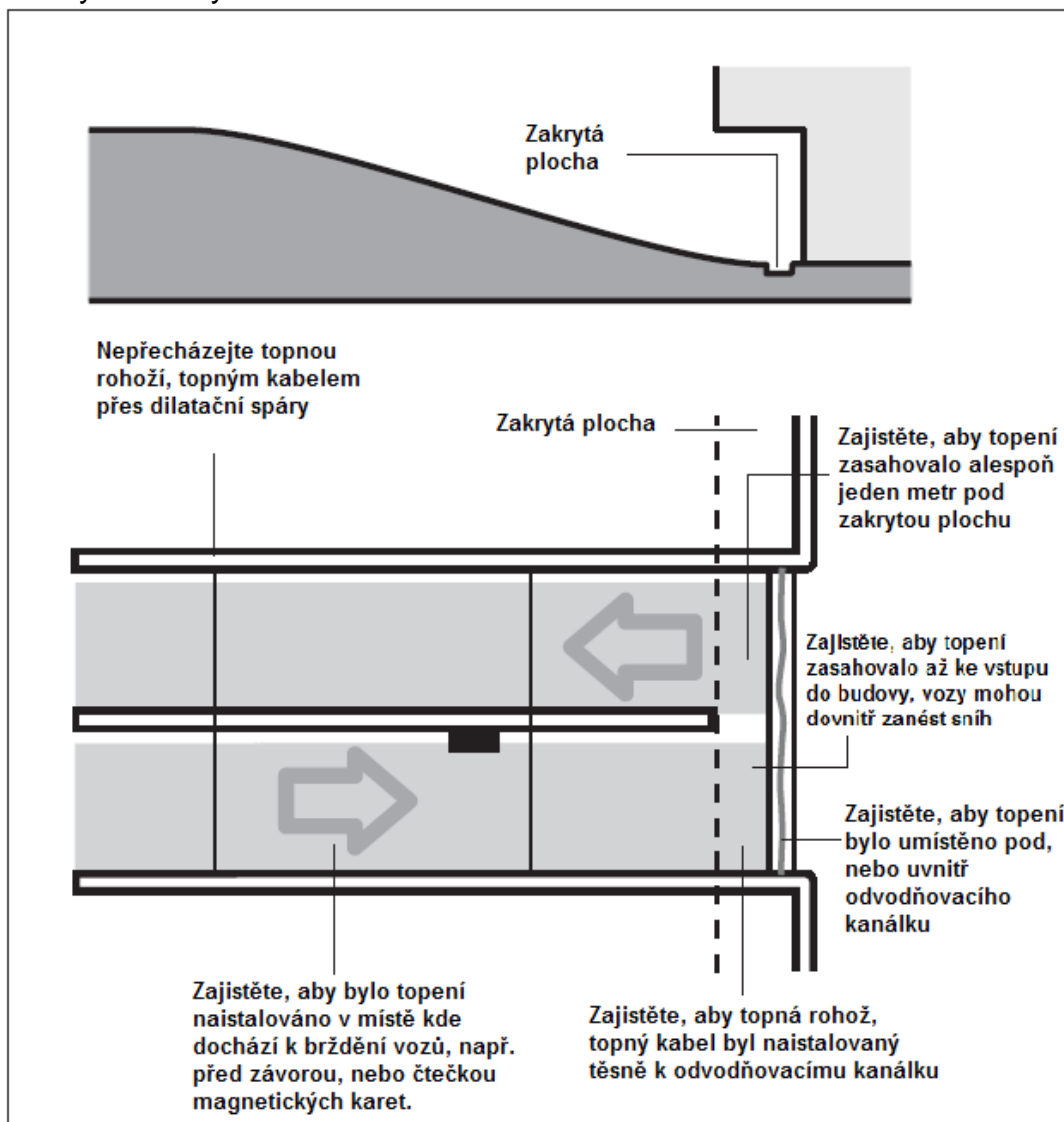 Zakrytá
plocha
Nepřecházejte topnou
rohoží, topným kabelem
přes dilatační spáry
Zakrytá plocha
Zajistěte, aby topení
zasahovalo alespoň
jeden metr pod
zakrytou plochu
Zajistěte, aby topení
zasahovalo až ke vstupu
do budovy, vozy mohou
dovnitř zanést sníh
Zajistěte, aby topení
bylo umístěno pod,
nebo uvnitř
odvodňovacího
kanálku
Zajistěte, aby bylo topení
naistalováno v místě kde
dochází k brždění vozů, např.
před závorou, nebo čtečkou
magnetických karet.
Zajistěte, aby topná rohož,
topný kabel byl naistalovaný
těsně k odvodňovacímu kanálku